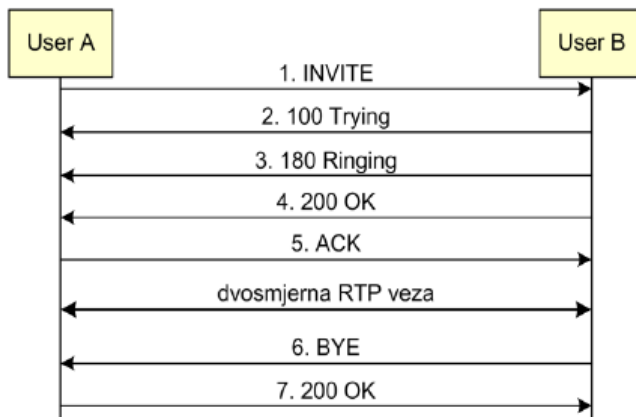 User A
User B
1. INVITE
2. 100 Trying
3. 180 Ringing
4. 200 OK
5. ACK
dvosmjerna RTP veza
6. BYE
7. 200 OK